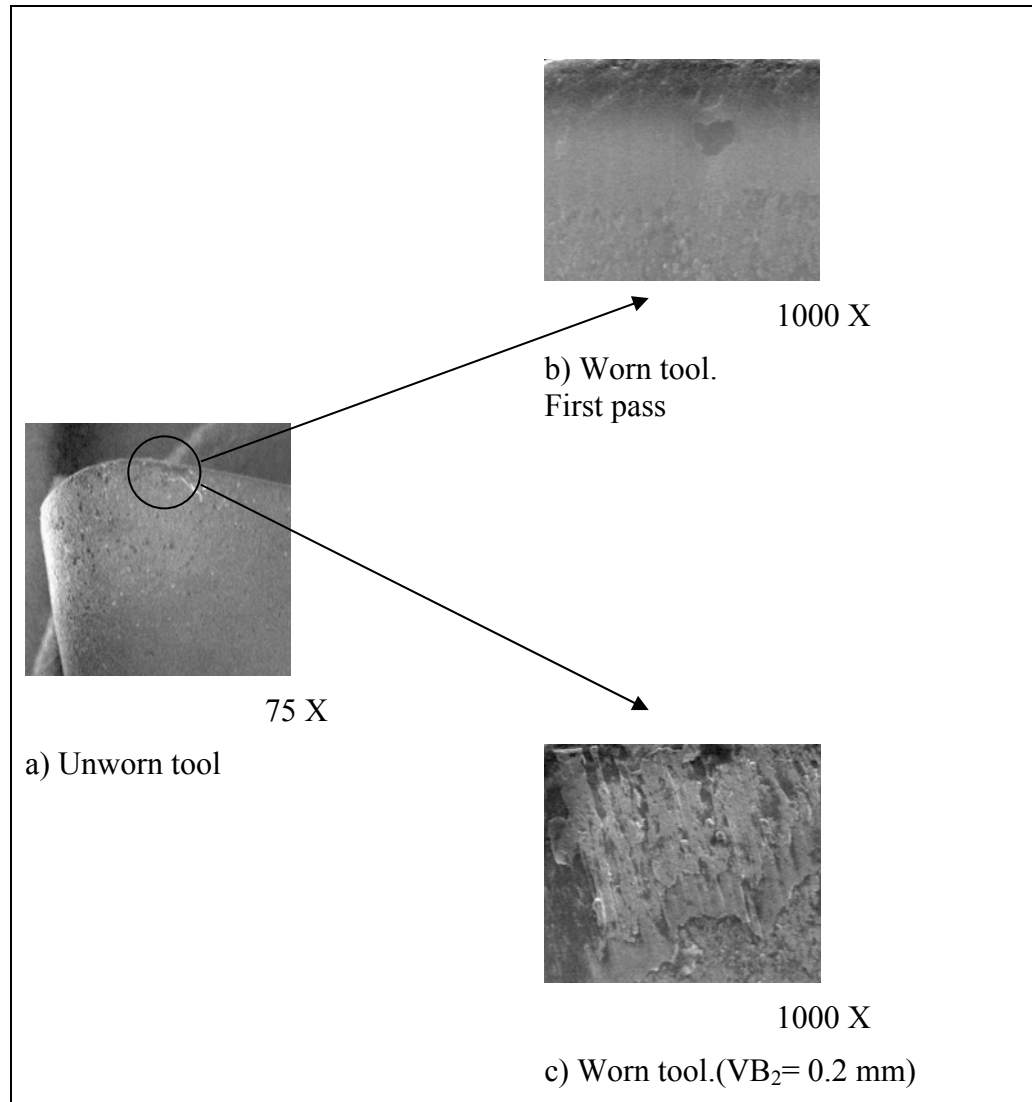 1000 X
b) Worn tool.
First pass
75 X
a) Unworn tool
1000 X
c) Worn tool.(VB₂= 0.2 mm)